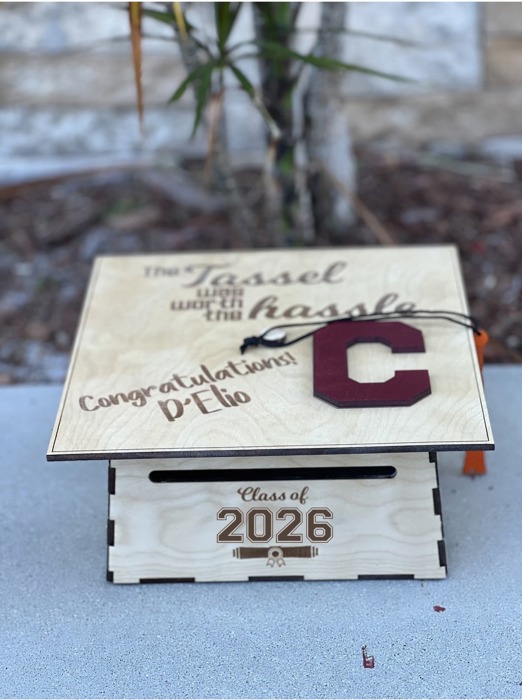 The Tassel
was
worth
the hassle
Congratulations!
D'Elio
C
Class of
2026